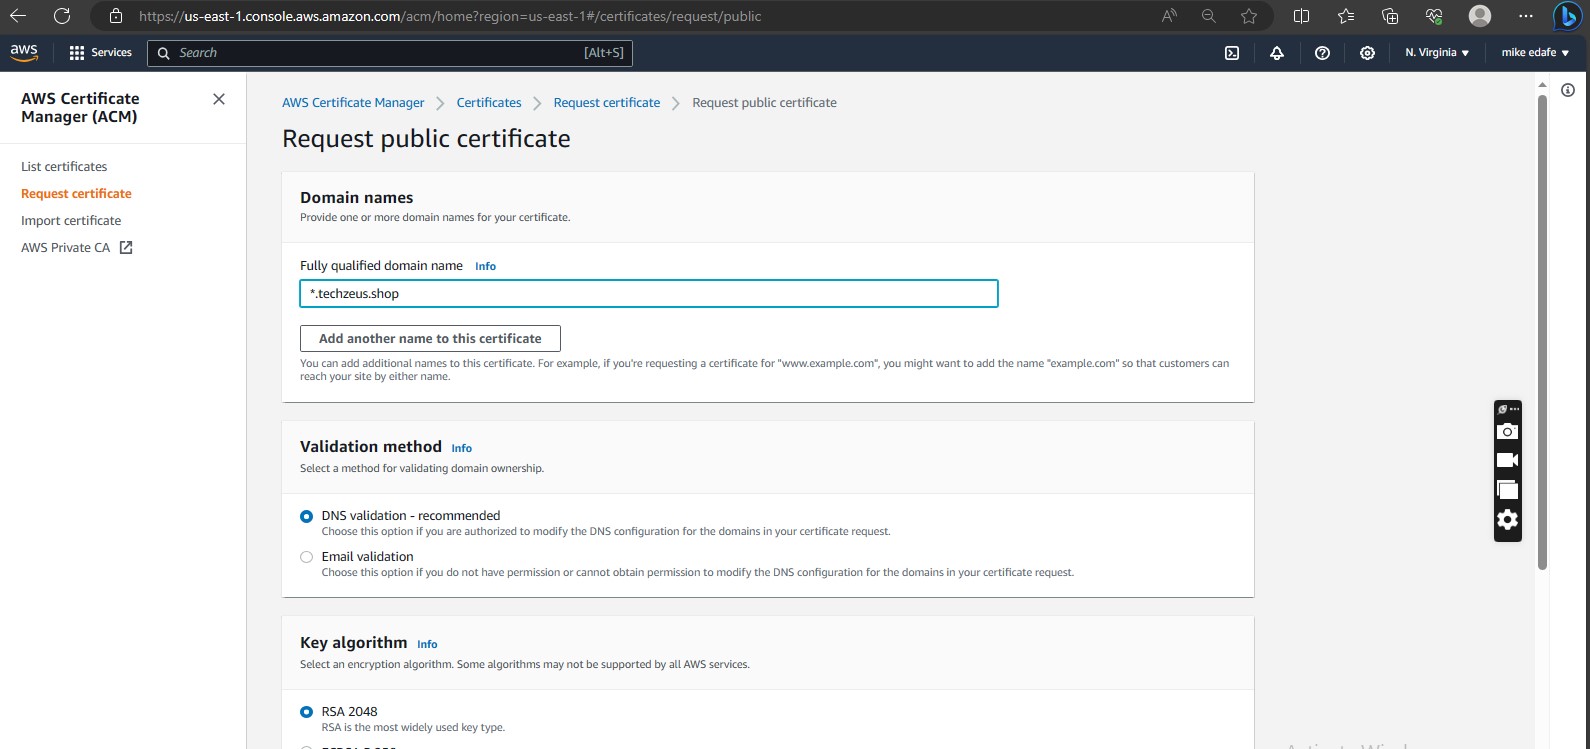 https://us-east-1.console.aws.amazon.com/acm/home?region=us-east-1#/certificates/request/public
aws
Services
Search
[Alt+S]
N. Virginia
mike edafe
AWS Certificate
Manager (ACM)
List certificates
Request certificate
Import certificate
AWS Private CA
AWS Certificate Manager
Certificates
Request certificate
Request public certificate
Request public certificate
Domain names
Provide one or more domain names for your certificate.
Fully qualified domain name Info
*.techzeus.shop
Add another name to this certificate
You can add additional names to this certificate. For example, if you're requesting a certificate for "www.example.com", you might want to add the name "example.com" so that customers can
reach your site by either name.
Validation method Info
Select a method for validating domain ownership.
DNS validation - recommended
Choose this option if you are authorized to modify the DNS configuration for the domains in your certificate request.
Email validation
Choose this option if you do not have permission or cannot obtain permission to modify the DNS configuration for the domains in your certificate request.
Key algorithm Info
Select an encryption algorithm. Some algorithms may not be supported by all AWS services.
RSA 2048
RSA is the most widely used key type.